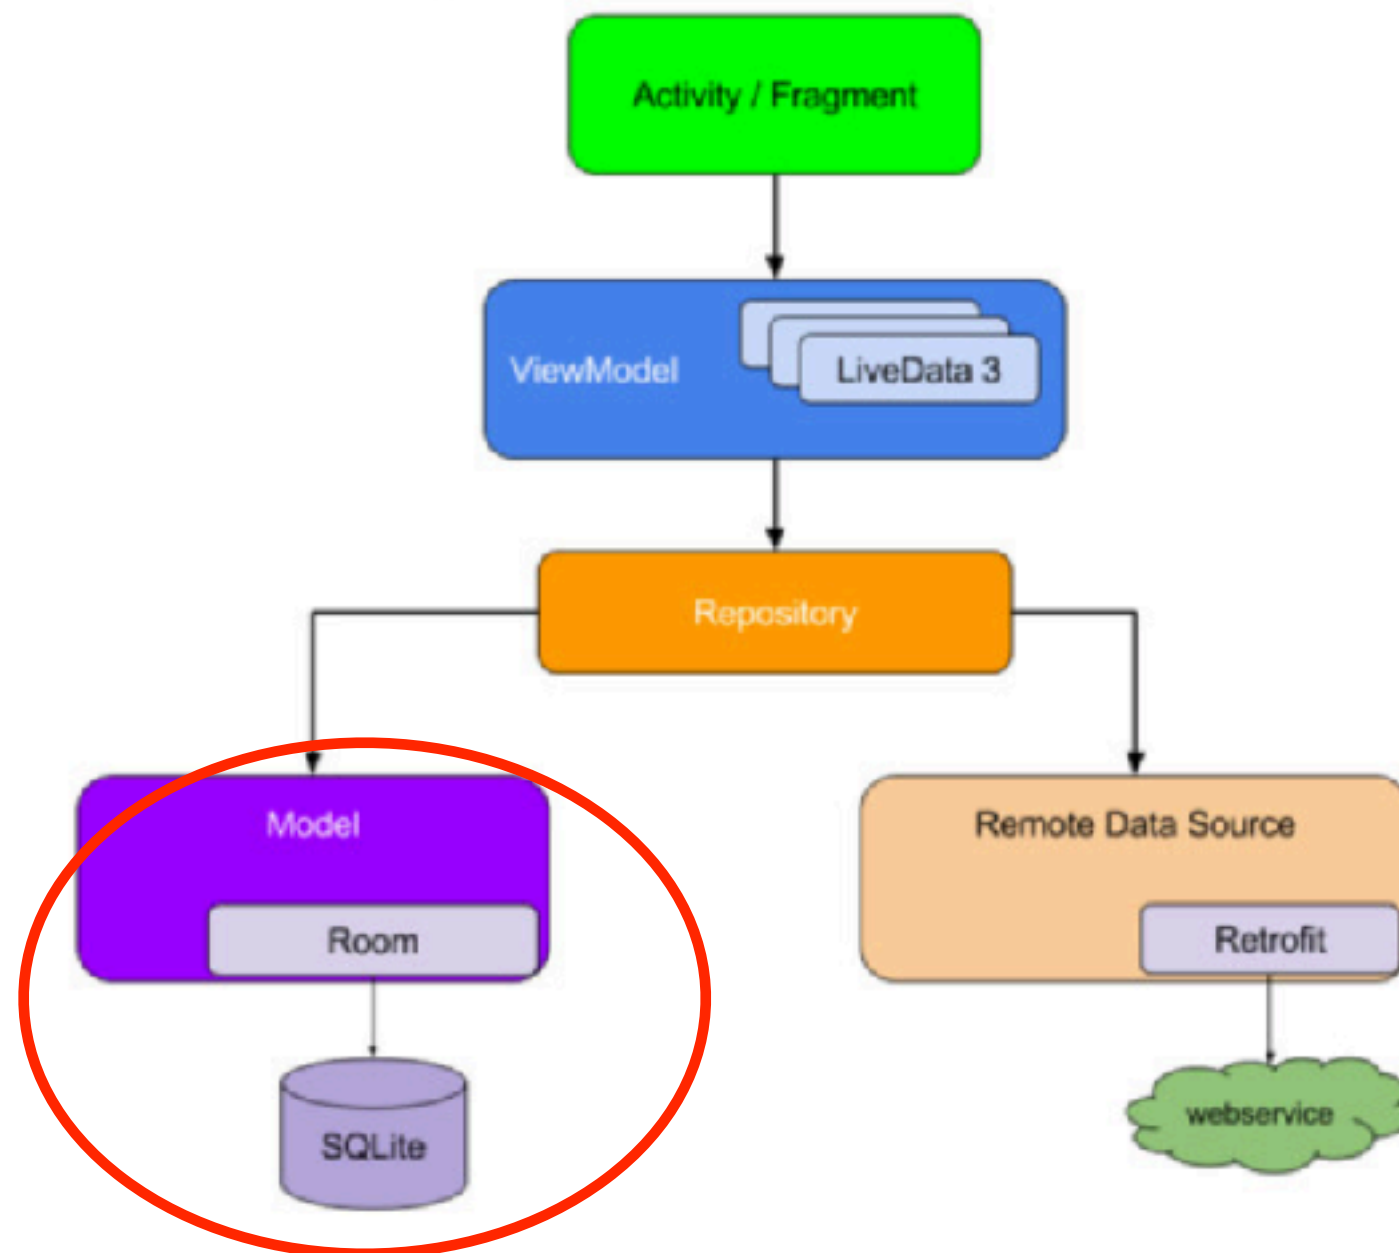 Activity / Fragment
ViewModel
LiveData 3
Repository
Model
Remote Data Source
Room
Retrofit
SQLite
webservice